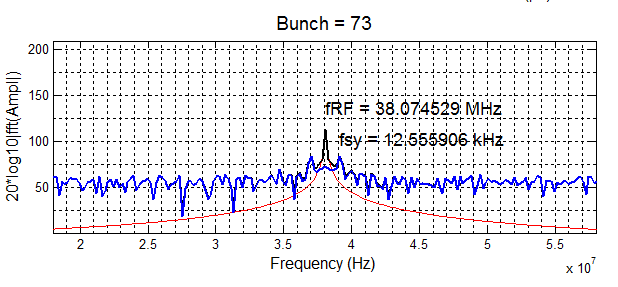 Bunch = 73
200
fRF = 38.074529 MHz
150
fsy = 12.555906 kHz
100
50
20*log10[fft(Ampl)]
2 2.5 3 3.5 4 4.5 5 5.5
Frequency (Hz)
x 10^7